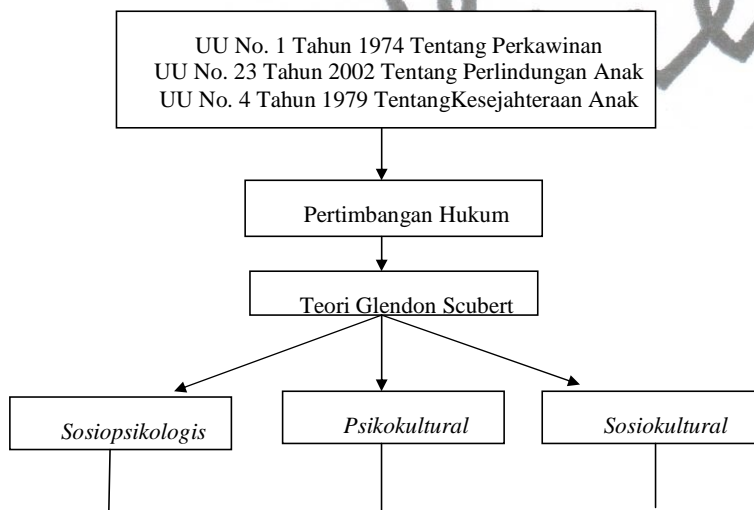 UU No. 1 Tahun 1974 Tentang Perkawinan
UU No. 23 Tahun 2002 Tentang Perlindungan Anak
UU No. 4 Tahun 1979 TentangKesejahteraan Anak
Pertimbangan Hukum
Teori Glendon Scubert
Sosiopsikologis
Psikokultural
Sosiokultural